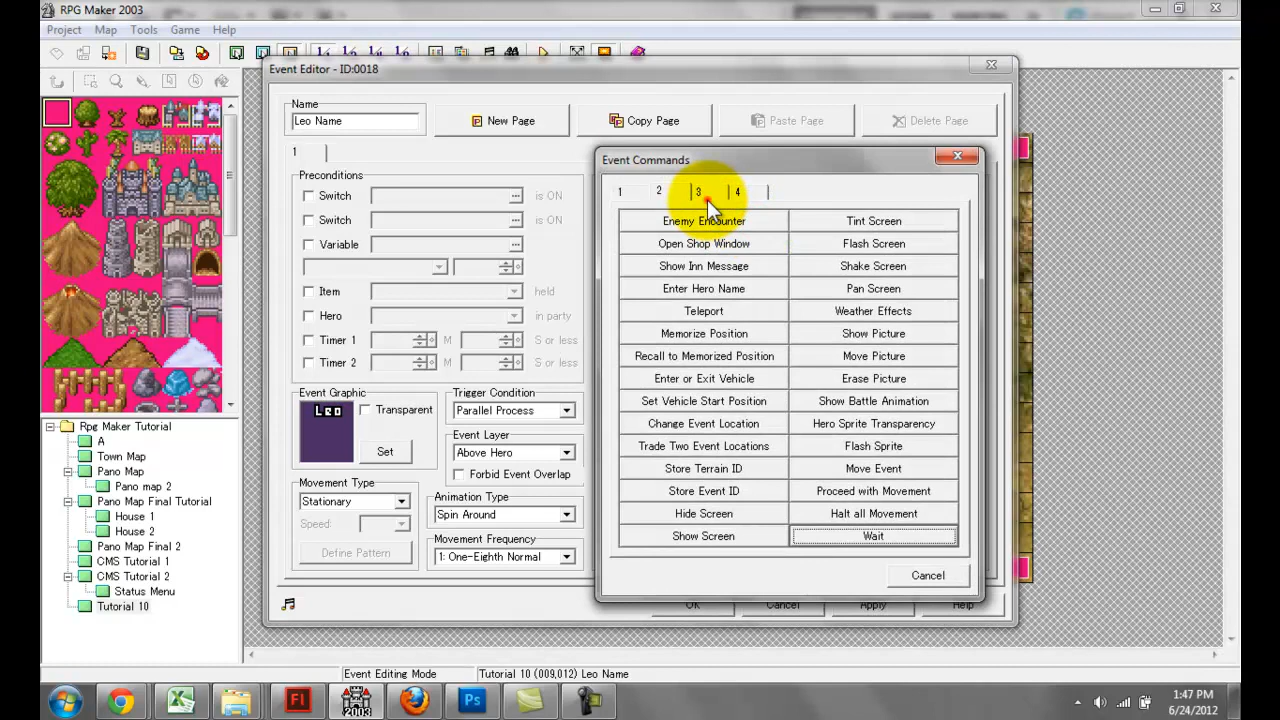 RPG Maker 2003
Project Map Tools Game Help
Event Editor - ID:0018
Name
Leo Name
New Page
Copy Page
Paste Page
Delete Page
1
Preconditions
Switch is ON
Switch is ON
Variable
Item held
Hero in party
Timer 1 M S or less
Timer 2 M S or less
Event Graphic
Leo
Transparent
Set
Trigger Condition
Parallel Process
Event Layer
Above Hero
Forbid Event Overlap
Movement Type
Stationary
Speed:
Define Pattern
Animation Type
Spin Around
Movement Frequency
1: One-Eighth Normal
OK Cancel Apply Help
Event Commands
1 2 3 4
Enemy Encounter
Tint Screen
Open Shop Window
Flash Screen
Show Inn Message
Shake Screen
Enter Hero Name
Pan Screen
Teleport
Weather Effects
Memorize Position
Show Picture
Recall to Memorized Position
Move Picture
Enter or Exit Vehicle
Erase Picture
Set Vehicle Start Position
Show Battle Animation
Change Event Location
Hero Sprite Transparency
Trade Two Event Locations
Flash Sprite
Store Terrain ID
Move Event
Store Event ID
Proceed with Movement
Hide Screen
Halt all Movement
Show Screen
Wait
Cancel
Rpg Maker Tutorial
A
Town Map
Pano Map
Pano map 2
Pano Map Final Tutorial
House 1
House 2
Pano Map Final 2
CMS Tutorial 1
CMS Tutorial 2
Status Menu
Tutorial 10
Event Editing Mode
Tutorial 10 (009,012) Leo Name
Fl
2003
Ps
1:47 PM
6/24/2012